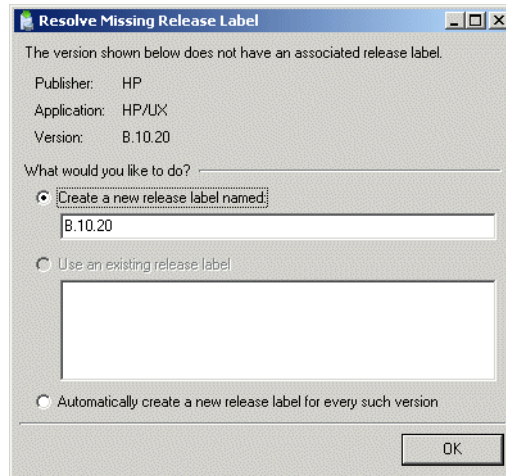 Resolve Missing Release Label
The version shown below does not have an associated release label.
Publisher: HP
Application: HP/UX
Version: B.10.20
What would you like to do?
Create a new release label named:
B.10.20
Use an existing release label
Automatically create a new release label for every such version
OK